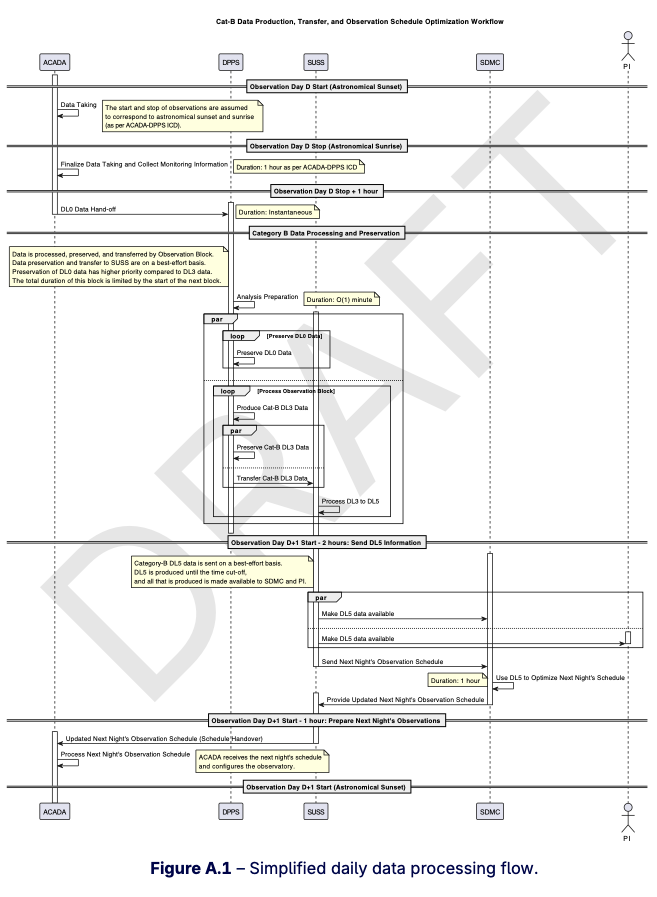 Cat-B Data Production, Transfer, and Observation Schedule Optimization Workflow
ACADA
DPPS
SUSS
SDMC
PI
Observation Day D Start (Astronomical Sunset)
Data Taking
The start and stop of observations are assumed
to correspond to astronomical sunset and sunrise
(as per ACADA-DPPS ICD).
Observation Day D Stop (Astronomical Sunrise)
Finalize Data Taking and Collect Monitoring Information
Duration: 1 hour as per ACADA-DPPS ICD
Observation Day D Stop + 1 hour
DL0 Data Hand-off
Duration: Instantaneous
Category B Data Processing and Preservation
Data is processed, preserved, and transferred by Observation Block.
Data preservation and transfer to SUSS are on a best-effort basis.
Preservation of DL0 data has higher priority compared to DL3 data.
The total duration of this block is limited by the start of the next block.
Analysis Preparation
Duration: O(1) minute
par
loop
[Preserve DL0 Data]
Preserve DL0 Data
loop
[Process Observation Block]
Produce Cat-B DL3 Data
par
Preserve Cat-B DL3 Data
Transfer Cat-B DL3 Data
Process DL3 to DL5
Observation Day D+1 Start - 2 hours: Send DL5 Information
Category-B DL5 data is sent on a best-effort basis.
DL5 is produced until the time cut-off,
and all that is produced is made available to SDMC and PI.
par
Make DL5 data available
Make DL5 data available
Send Next Night's Observation Schedule
Duration: 1 hour
Use DL5 to Optimize Next Night's Schedule
Provide Updated Next Night's Observation Schedule
Observation Day D+1 Start - 1 hour: Prepare Next Night's Observations
Updated Next Night's Observation Schedule (Schedule Handover)
Process Next Night's Observation Schedule
ACADA receives the next night's schedule
and configures the observatory.
Observation Day D+1 Start (Astronomical Sunset)
ACADA
DPPS
SUSS
SDMC
PI
DRAFT
Figure A.1 – Simplified daily data processing flow.